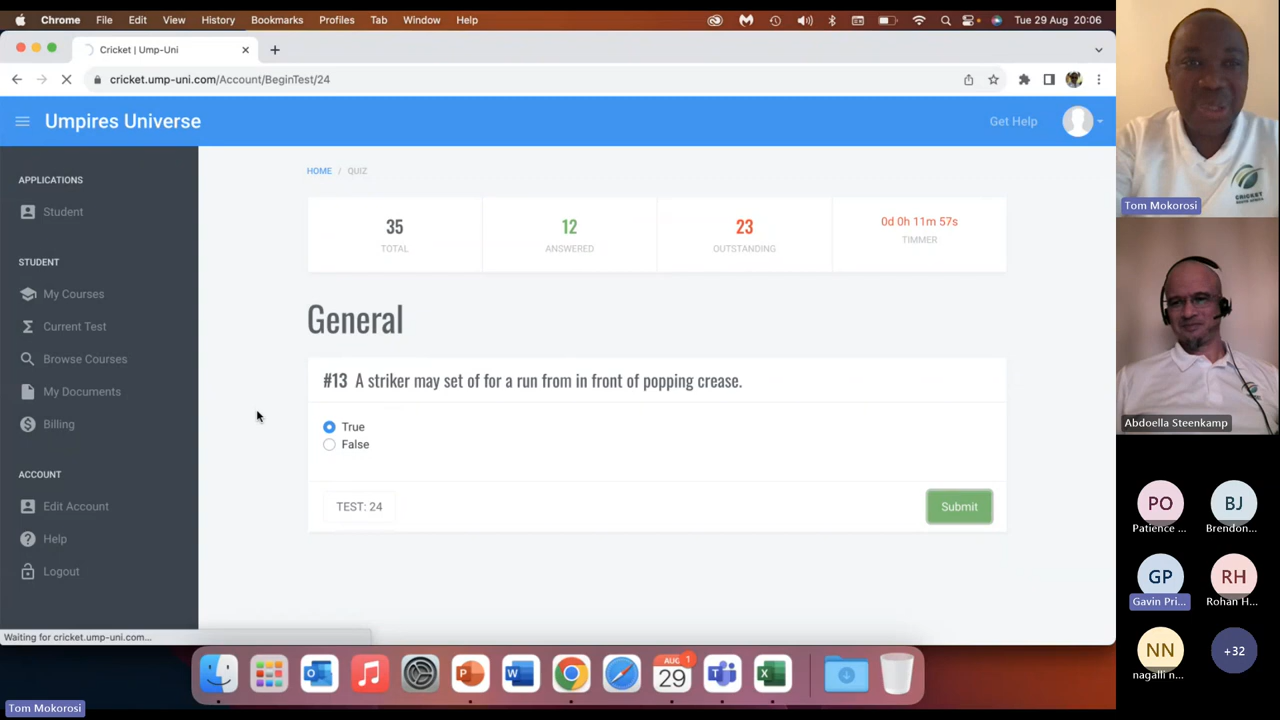 Chrome File Edit View History Bookmarks Profiles Tab Window Help
Tue 29 Aug 20:06
Cricket | Ump-Uni
cricket.ump-uni.com/Account/BeginTest/24
Umpires Universe
Get Help
APPLICATIONS
Student
STUDENT
My Courses
Current Test
Browse Courses
My Documents
Billing
ACCOUNT
Edit Account
Help
Logout
HOME / QUIZ
35
TOTAL
12
ANSWERED
23
OUTSTANDING
0d 0h 11m 57s
TIMMER
General
#13 A striker may set of for a run from in front of popping crease.
True
False
TEST: 24
Submit
Waiting for cricket.ump-uni.com...
AUG 1
29
Tom Mokorosi
Tom Mokorosi
CRICKET
SOUTH AFRICA
Abdoella Steenkamp
PO
Patience ...
BJ
Brendon...
GP
Gavin Pri...
RH
Rohan H...
NN
nagalli n...
+32